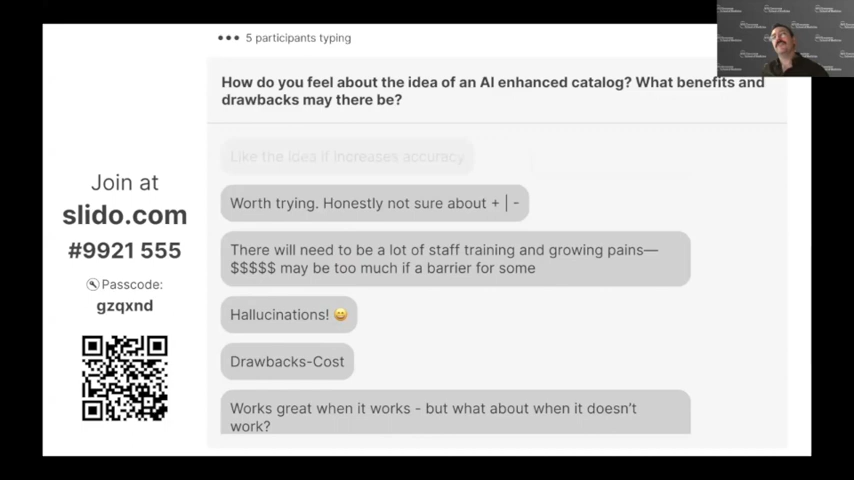 ••• 5 participants typing
How do you feel about the idea of an AI enhanced catalog? What benefits and
drawbacks may there be?
Like the idea if increases accuracy
Worth trying. Honestly not sure about + | -
There will need to be a lot of staff training and growing pains—
$$$$$ may be too much if a barrier for some
Hallucinations! 😀
Drawbacks-Cost
Works great when it works - but what about when it doesn't
work?
Join at
slido.com
#9921 555
Passcode:
gzqxnd